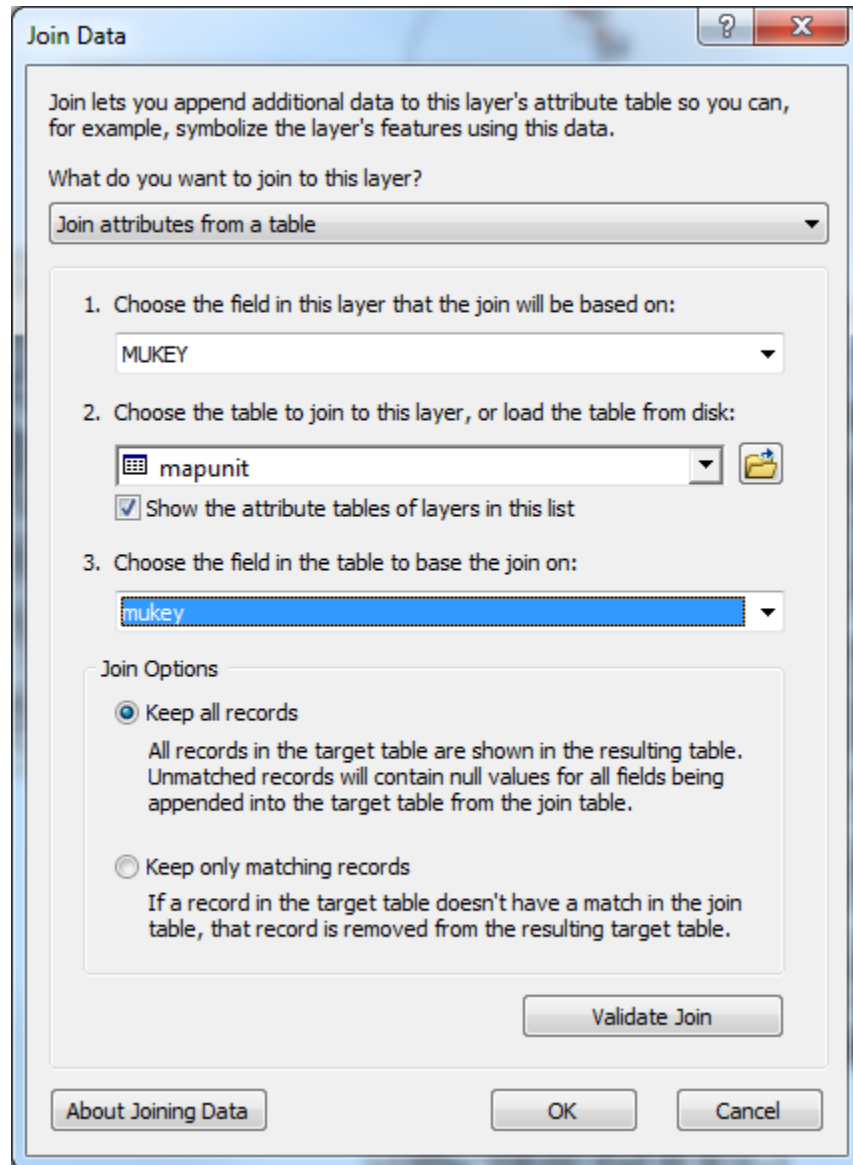 Join Data
Join lets you append additional data to this layer's attribute table so you can,
for example, symbolize the layer's features using this data.
What do you want to join to this layer?
Join attributes from a table
1. Choose the field in this layer that the join will be based on:
MUKEY
2. Choose the table to join to this layer, or load the table from disk:
mapunit
Show the attribute tables of layers in this list
3. Choose the field in the table to base the join on:
mukey
Join Options
Keep all records
All records in the target table are shown in the resulting table.
Unmatched records will contain null values for all fields being
appended into the target table from the join table.
Keep only matching records
If a record in the target table doesn't have a match in the join
table, that record is removed from the resulting target table.
Validate Join
About Joining Data
OK
Cancel